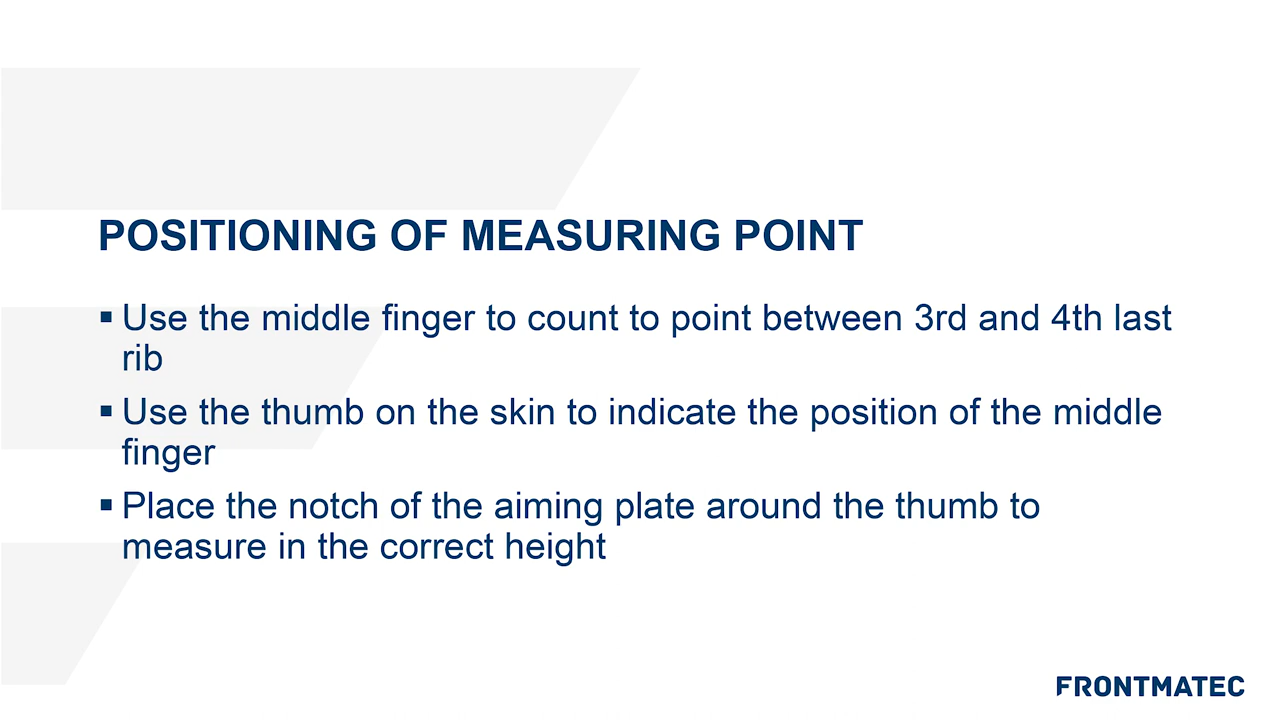 POSITIONING OF MEASURING POINT
▪ Use the middle finger to count to point between 3rd and 4th last
rib
▪ Use the thumb on the skin to indicate the position of the middle
finger
▪ Place the notch of the aiming plate around the thumb to
measure in the correct height
FRONTMATEC